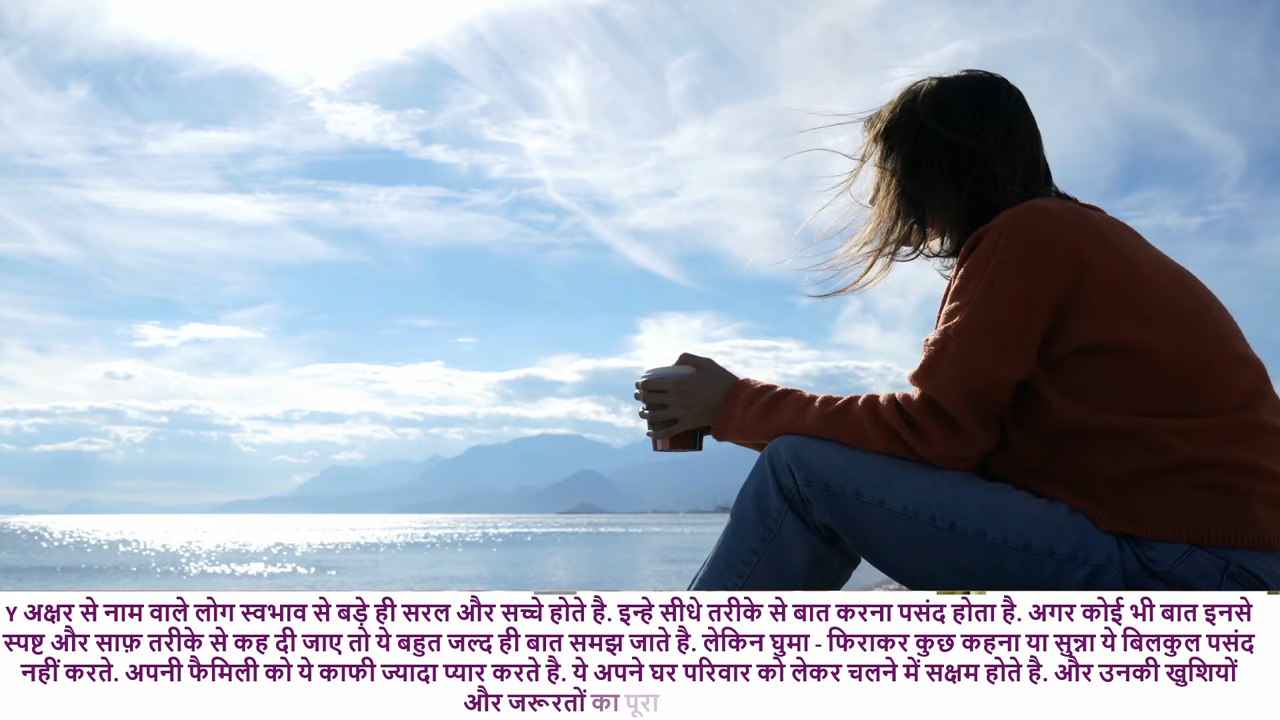 Y अक्षर से नाम वाले लोग स्वभाव से बड़े ही सरल और सच्चे होते है. इन्हे सीधे तरीके से बात करना पसंद होता है. अगर कोई भी बात इनसे
स्पष्ट और साफ़ तरीके से कह दी जाए तो ये बहुत जल्द ही बात समझ जाते है. लेकिन घुमा - फिराकर कुछ कहना या सुन्ना ये बिलकुल पसंद
नहीं करते. अपनी फैमिली को ये काफी ज्यादा प्यार करते है. ये अपने घर परिवार को लेकर चलने में सक्षम होते है. और उनकी खुशियों
और जरूरतों का पूरा